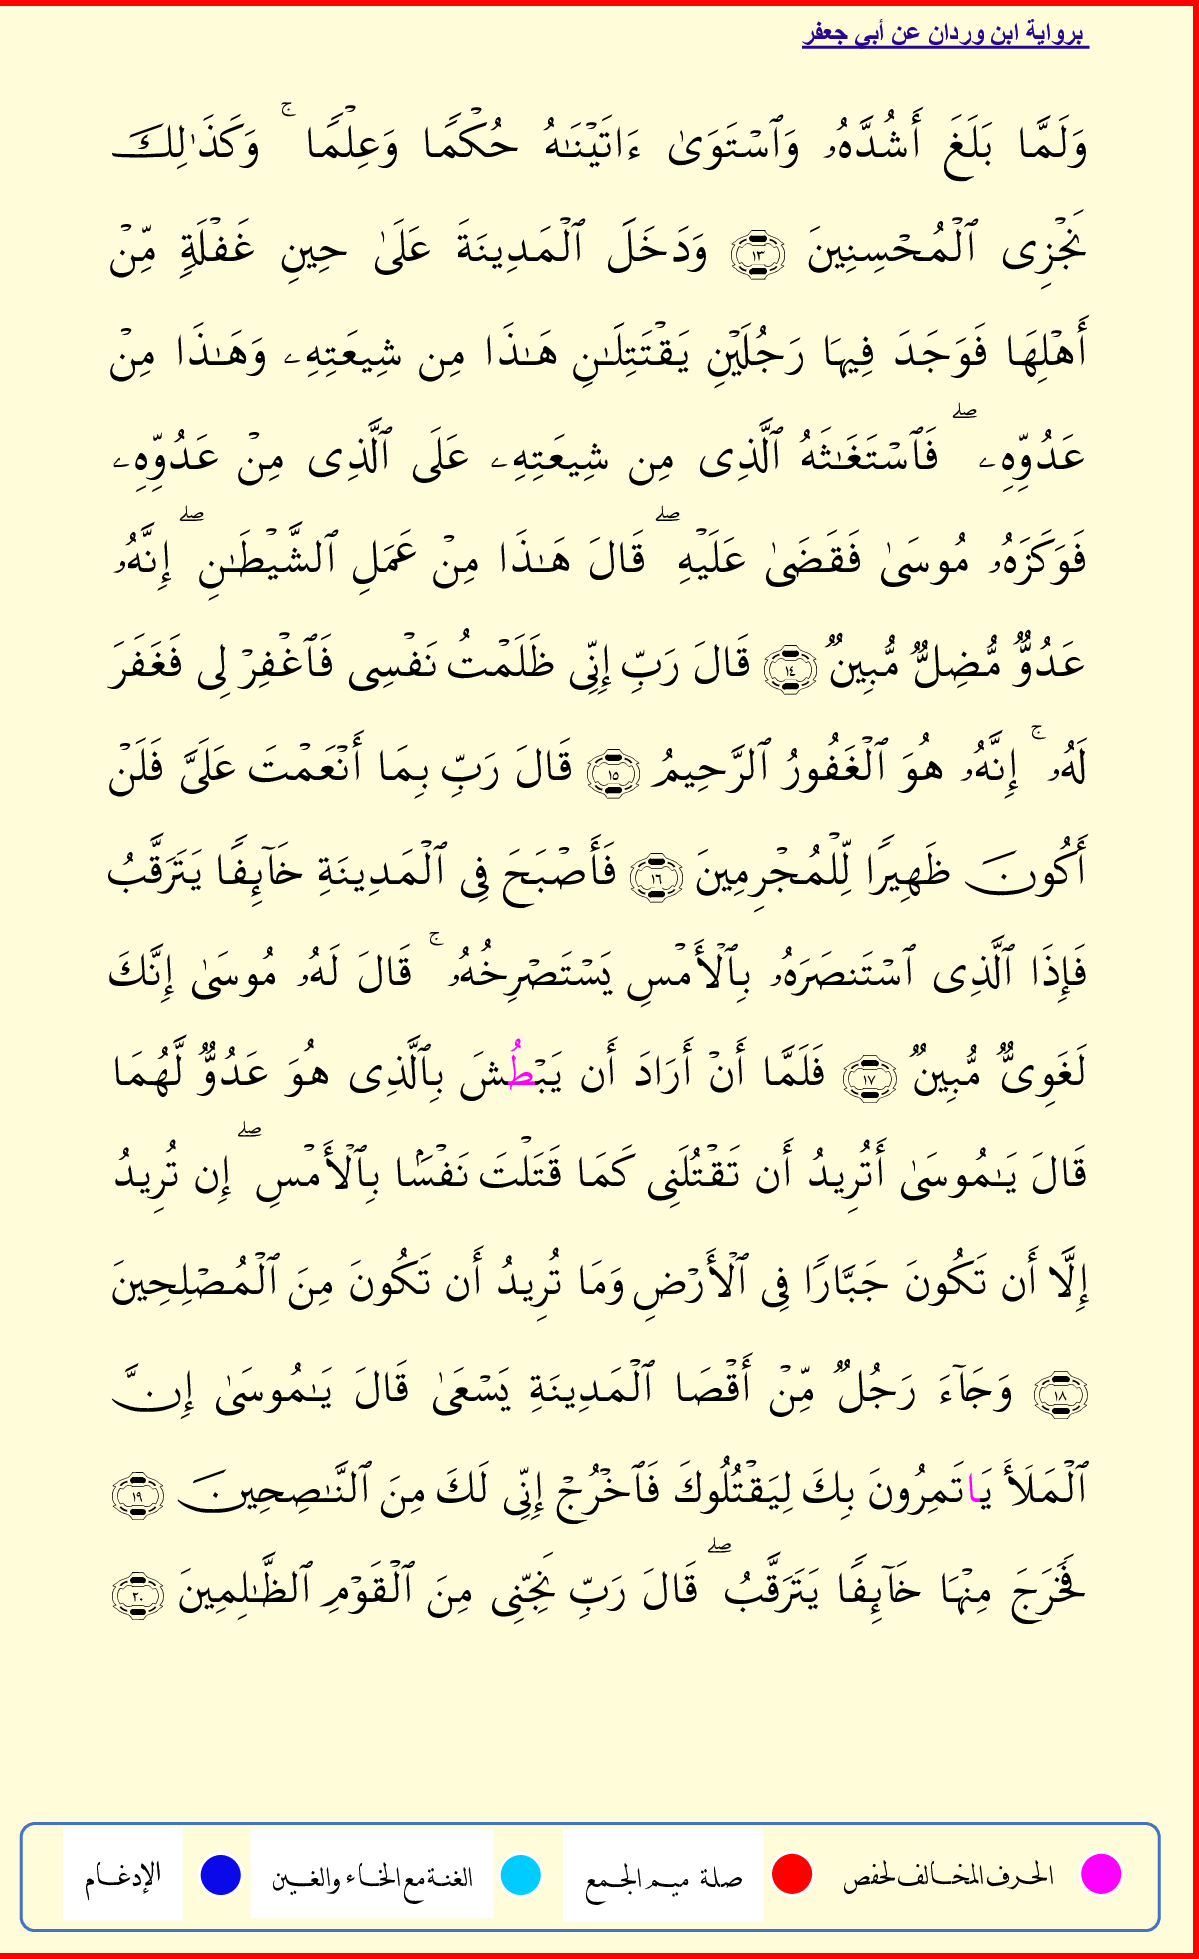 برواية ابن وردان عن أبي جعفر
وَلَمَّا بَلَغَ أَشُدَّهُۥ وَٱسۡتَوَىٰ ءَاتَيۡنَٰهُ حُكۡمًا وَعِلۡمًا ۚ وَكَذَٰلِكَ
نَجۡزِى ٱلۡمُحۡسِنِينَ ١٣ وَدَخَلَ ٱلۡمَدِينَةَ عَلَىٰ حِينِ غَفۡلَةٍ مِّنۡ
أَهۡلِهَا فَوَجَدَ فِيهَا رَجُلَيۡنِ يَقۡتَتِلَٰنِ هَٰذَا مِن شِيعَتِهِۦ وَهَٰذَا مِنۡ
عَدُوِّهِۦ ۖ فَٱسۡتَغَٰثَهُ ٱلَّذِى مِن شِيعَتِهِۦ عَلَى ٱلَّذِى مِنۡ عَدُوِّهِۦ
فَوَكَزَهُۥ مُوسَىٰ فَقَضَىٰ عَلَيۡهِ ۖ قَالَ هَٰذَا مِنۡ عَمَلِ ٱلشَّيۡطَٰنِ ۖ إِنَّهُۥ
عَدُوٌّ مُّضِلٌّ مُّبِينٌ ١٤ قَالَ رَبِّ إِنِّى ظَلَمۡتُ نَفۡسِى فَٱغۡفِرۡ لِى فَغَفَرَ
لَهُۥ ۚ إِنَّهُۥ هُوَ ٱلۡغَفُورُ ٱلرَّحِيمُ ١٥ قَالَ رَبِّ بِمَا أَنۡعَمۡتَ عَلَىَّ فَلَنۡ
أَكُونَ ظَهِيرًا لِّلۡمُجۡرِمِينَ ١٦ فَأَصۡبَحَ فِى ٱلۡمَدِينَةِ خَآئِفًا يَتَرَقَّبُ
فَإِذَا ٱلَّذِى ٱسۡتَنصَرَهُۥ بِٱلۡأَمۡسِ يَسۡتَصۡرِخُهُۥ ۚ قَالَ لَهُۥ مُوسَىٰ إِنَّكَ
لَغَوِىٌّ مُّبِينٌ ١٧ فَلَمَّا أَنۡ أَرَادَ أَن يَبۡطُشَ بِٱلَّذِى هُوَ عَدُوٌّ لَّهُمَا
قَالَ يَٰمُوسَىٰ أَتُرِيدُ أَن تَقۡتُلَنِى كَمَا قَتَلۡتَ نَفۡسَۢا بِٱلۡأَمۡسِ ۖ إِن تُرِيدُ
إِلَّا أَن تَكُونَ جَبَّارًا فِى ٱلۡأَرۡضِ وَمَا تُرِيدُ أَن تَكُونَ مِنَ ٱلۡمُصۡلِحِينَ
١٨ وَجَآءَ رَجُلٌ مِّنۡ أَقۡصَا ٱلۡمَدِينَةِ يَسۡعَىٰ قَالَ يَٰمُوسَىٰ إِنَّ
ٱلۡمَلَأَ يَاتَمِرُونَ بِكَ لِيَقۡتُلُوكَ فَٱخۡرُجۡ إِنِّى لَكَ مِنَ ٱلنَّٰصِحِينَ ١٩
فَخَرَجَ مِنۡهَا خَآئِفًا يَتَرَقَّبُ ۖ قَالَ رَبِّ نَجِّنِى مِنَ ٱلۡقَوۡمِ ٱلظَّٰلِمِينَ ٢٠
الحرف المخالف لحفص صلة ميم الجمع الغنة مع الخاء والغين الإدغام